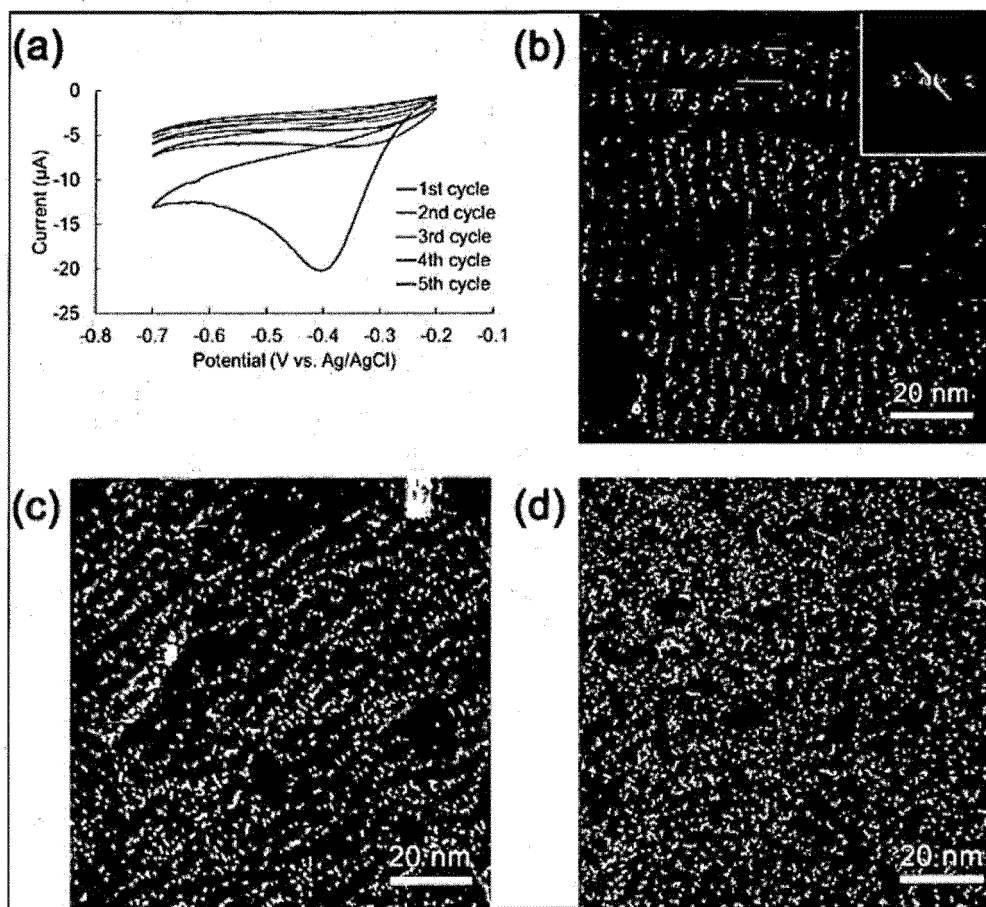 (a)
0
-5
-10
-15
-20
-25
Current (µA)
1st cycle
2nd cycle
3rd cycle
4th cycle
5th cycle
-0.8 -0.7 -0.6 -0.5 -0.4 -0.3 -0.2 -0.1
Potential (V vs. Ag/AgCl)
(b)
20 nm
(c)
20 nm
(d)
20 nm